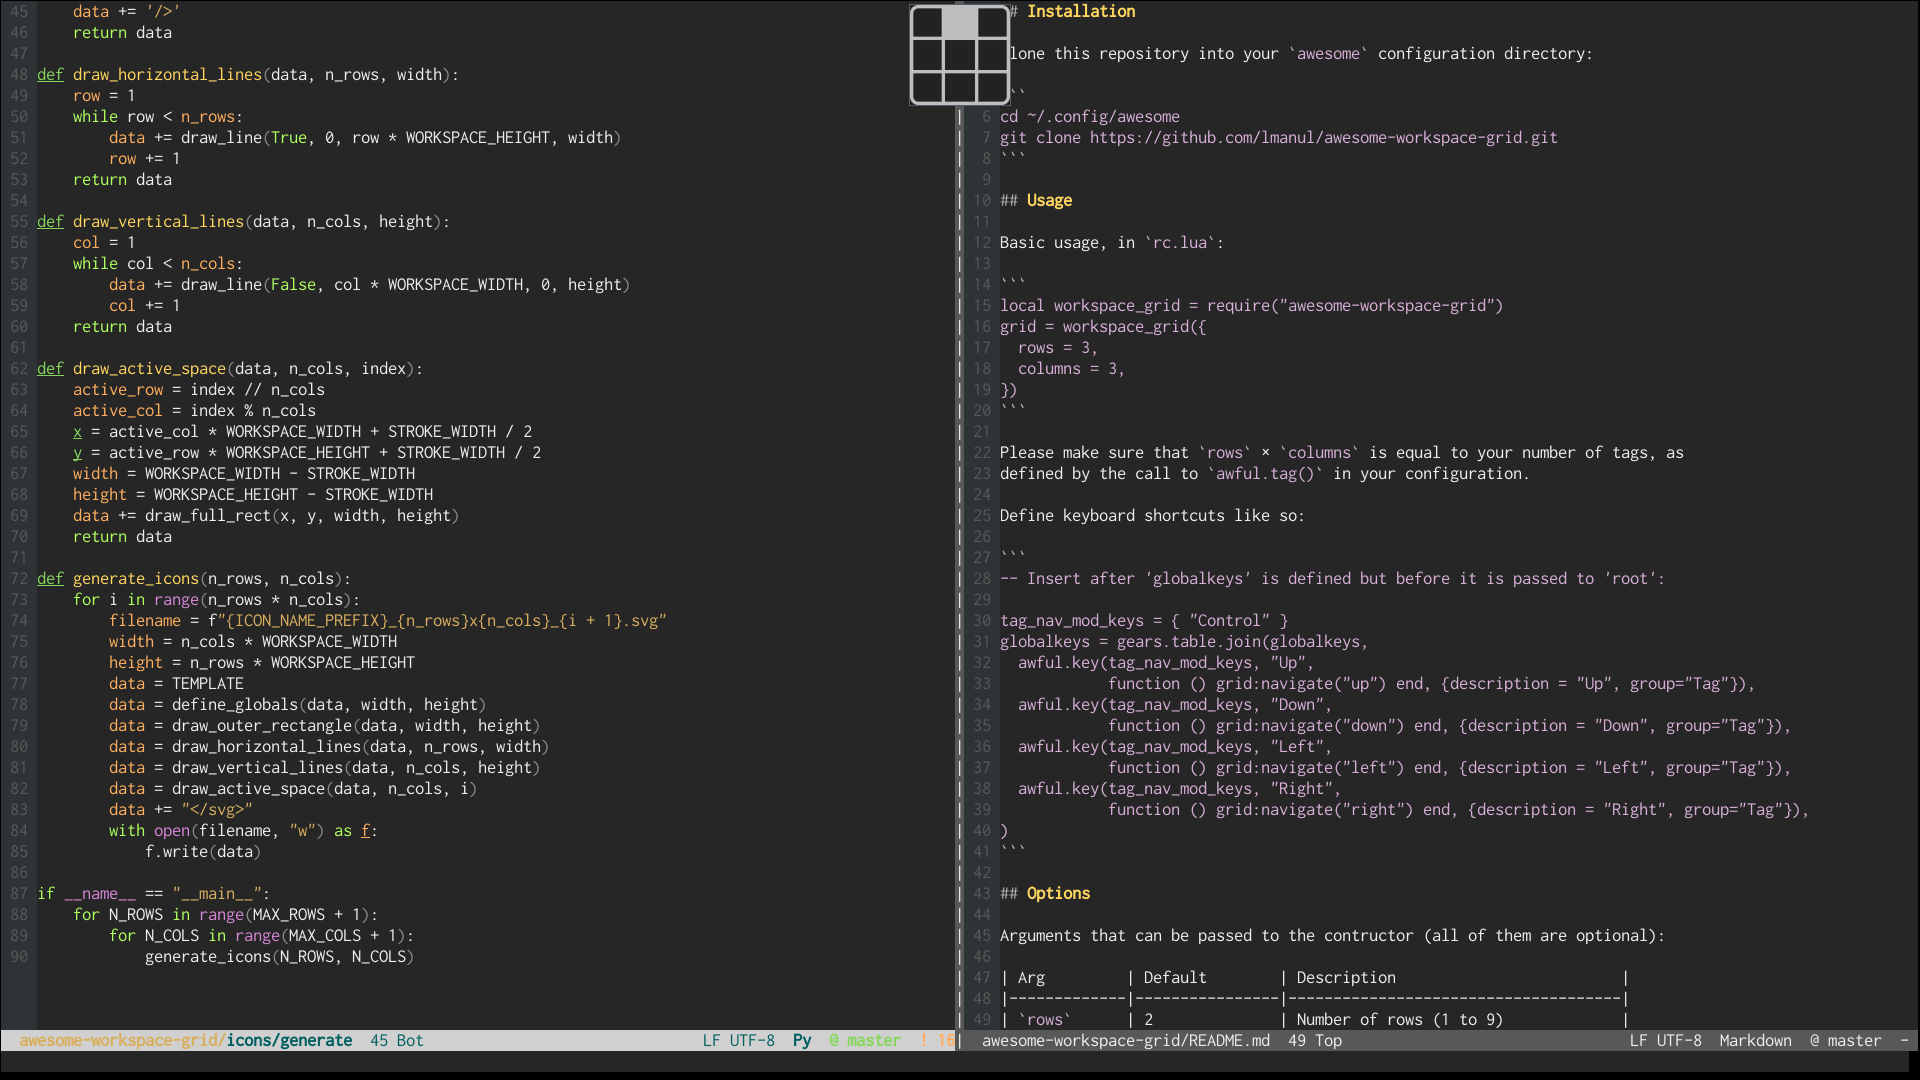 45     data += '/>'
46     return data
47
48 def draw_horizontal_lines(data, n_rows, width):
49     row = 1
50     while row < n_rows:
51         data += draw_line(True, 0, row * WORKSPACE_HEIGHT, width)
52         row += 1
53     return data
54
55 def draw_vertical_lines(data, n_cols, height):
56     col = 1
57     while col < n_cols:
58         data += draw_line(False, col * WORKSPACE_WIDTH, 0, height)
59         col += 1
60     return data
61
62 def draw_active_space(data, n_cols, index):
63     active_row = index // n_cols
64     active_col = index % n_cols
65     x = active_col * WORKSPACE_WIDTH + STROKE_WIDTH / 2
66     y = active_row * WORKSPACE_HEIGHT + STROKE_WIDTH / 2
67     width = WORKSPACE_WIDTH - STROKE_WIDTH
68     height = WORKSPACE_HEIGHT - STROKE_WIDTH
69     data += draw_full_rect(x, y, width, height)
70     return data
71
72 def generate_icons(n_rows, n_cols):
73     for i in range(n_rows * n_cols):
74         filename = f"{ICON_NAME_PREFIX}_{n_rows}x{n_cols}_{i + 1}.svg"
75         width = n_cols * WORKSPACE_WIDTH
76         height = n_rows * WORKSPACE_HEIGHT
77         data = TEMPLATE
78         data = define_globals(data, width, height)
79         data = draw_outer_rectangle(data, width, height)
80         data = draw_horizontal_lines(data, n_rows, width)
81         data = draw_vertical_lines(data, n_cols, height)
82         data = draw_active_space(data, n_cols, i)
83         data += "</svg>"
84         with open(filename, "w") as f:
85             f.write(data)
86
87 if __name__ == "__main__":
88     for N_ROWS in range(MAX_ROWS + 1):
89         for N_COLS in range(MAX_COLS + 1):
90             generate_icons(N_ROWS, N_COLS)
awesome-workspace-grid/icons/generate  45 Bot  LF UTF-8  Py  @ master  ! 16
# Installation
lone this repository into your `awesome` configuration directory:
``
6 cd ~/.config/awesome
7 git clone https://github.com/lmanul/awesome-workspace-grid.git
8 ```
9
10 ## Usage
11
12 Basic usage, in `rc.lua`:
13
14 ```
15 local workspace_grid = require("awesome-workspace-grid")
16 grid = workspace_grid({
17   rows = 3,
18   columns = 3,
19 })
20 ```
21
22 Please make sure that `rows` × `columns` is equal to your number of tags, as
23 defined by the call to `awful.tag()` in your configuration.
24
25 Define keyboard shortcuts like so:
26
27 ```
28 -- Insert after 'globalkeys' is defined but before it is passed to 'root':
29
30 tag_nav_mod_keys = { "Control" }
31 globalkeys = gears.table.join(globalkeys,
32   awful.key(tag_nav_mod_keys, "Up",
33             function () grid:navigate("up") end, {description = "Up", group="Tag"}),
34   awful.key(tag_nav_mod_keys, "Down",
35             function () grid:navigate("down") end, {description = "Down", group="Tag"}),
36   awful.key(tag_nav_mod_keys, "Left",
37             function () grid:navigate("left") end, {description = "Left", group="Tag"}),
38   awful.key(tag_nav_mod_keys, "Right",
39             function () grid:navigate("right") end, {description = "Right", group="Tag"}),
40 )
41 ```
42
43 ## Options
44
45 Arguments that can be passed to the contructor (all of them are optional):
46
47 | Arg         | Default        | Description                         |
48 |-------------|----------------|-------------------------------------|
49 | `rows`      | 2              | Number of rows (1 to 9)             |
awesome-workspace-grid/README.md  49 Top  LF UTF-8  Markdown  @ master  -